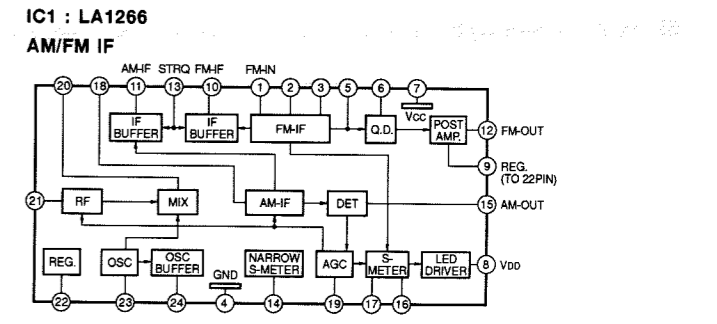 IC1 : LA1266
AM/FM IF
AM-IF STRQ FM-IF FM-IN
20 18 11 13 10 1 2 3 5 6 7
VCC
IF BUFFER
IF BUFFER
FM-IF
Q.D.
POST AMP.
12 FM-OUT
9 REG. (TO 22PIN)
21 RF MIX AM-IF DET 15 AM-OUT
REG. OSC OSC BUFFER GND NARROW S-METER AGC S-METER LED DRIVER 8 VDD
22 23 24 4 14 19 17 16